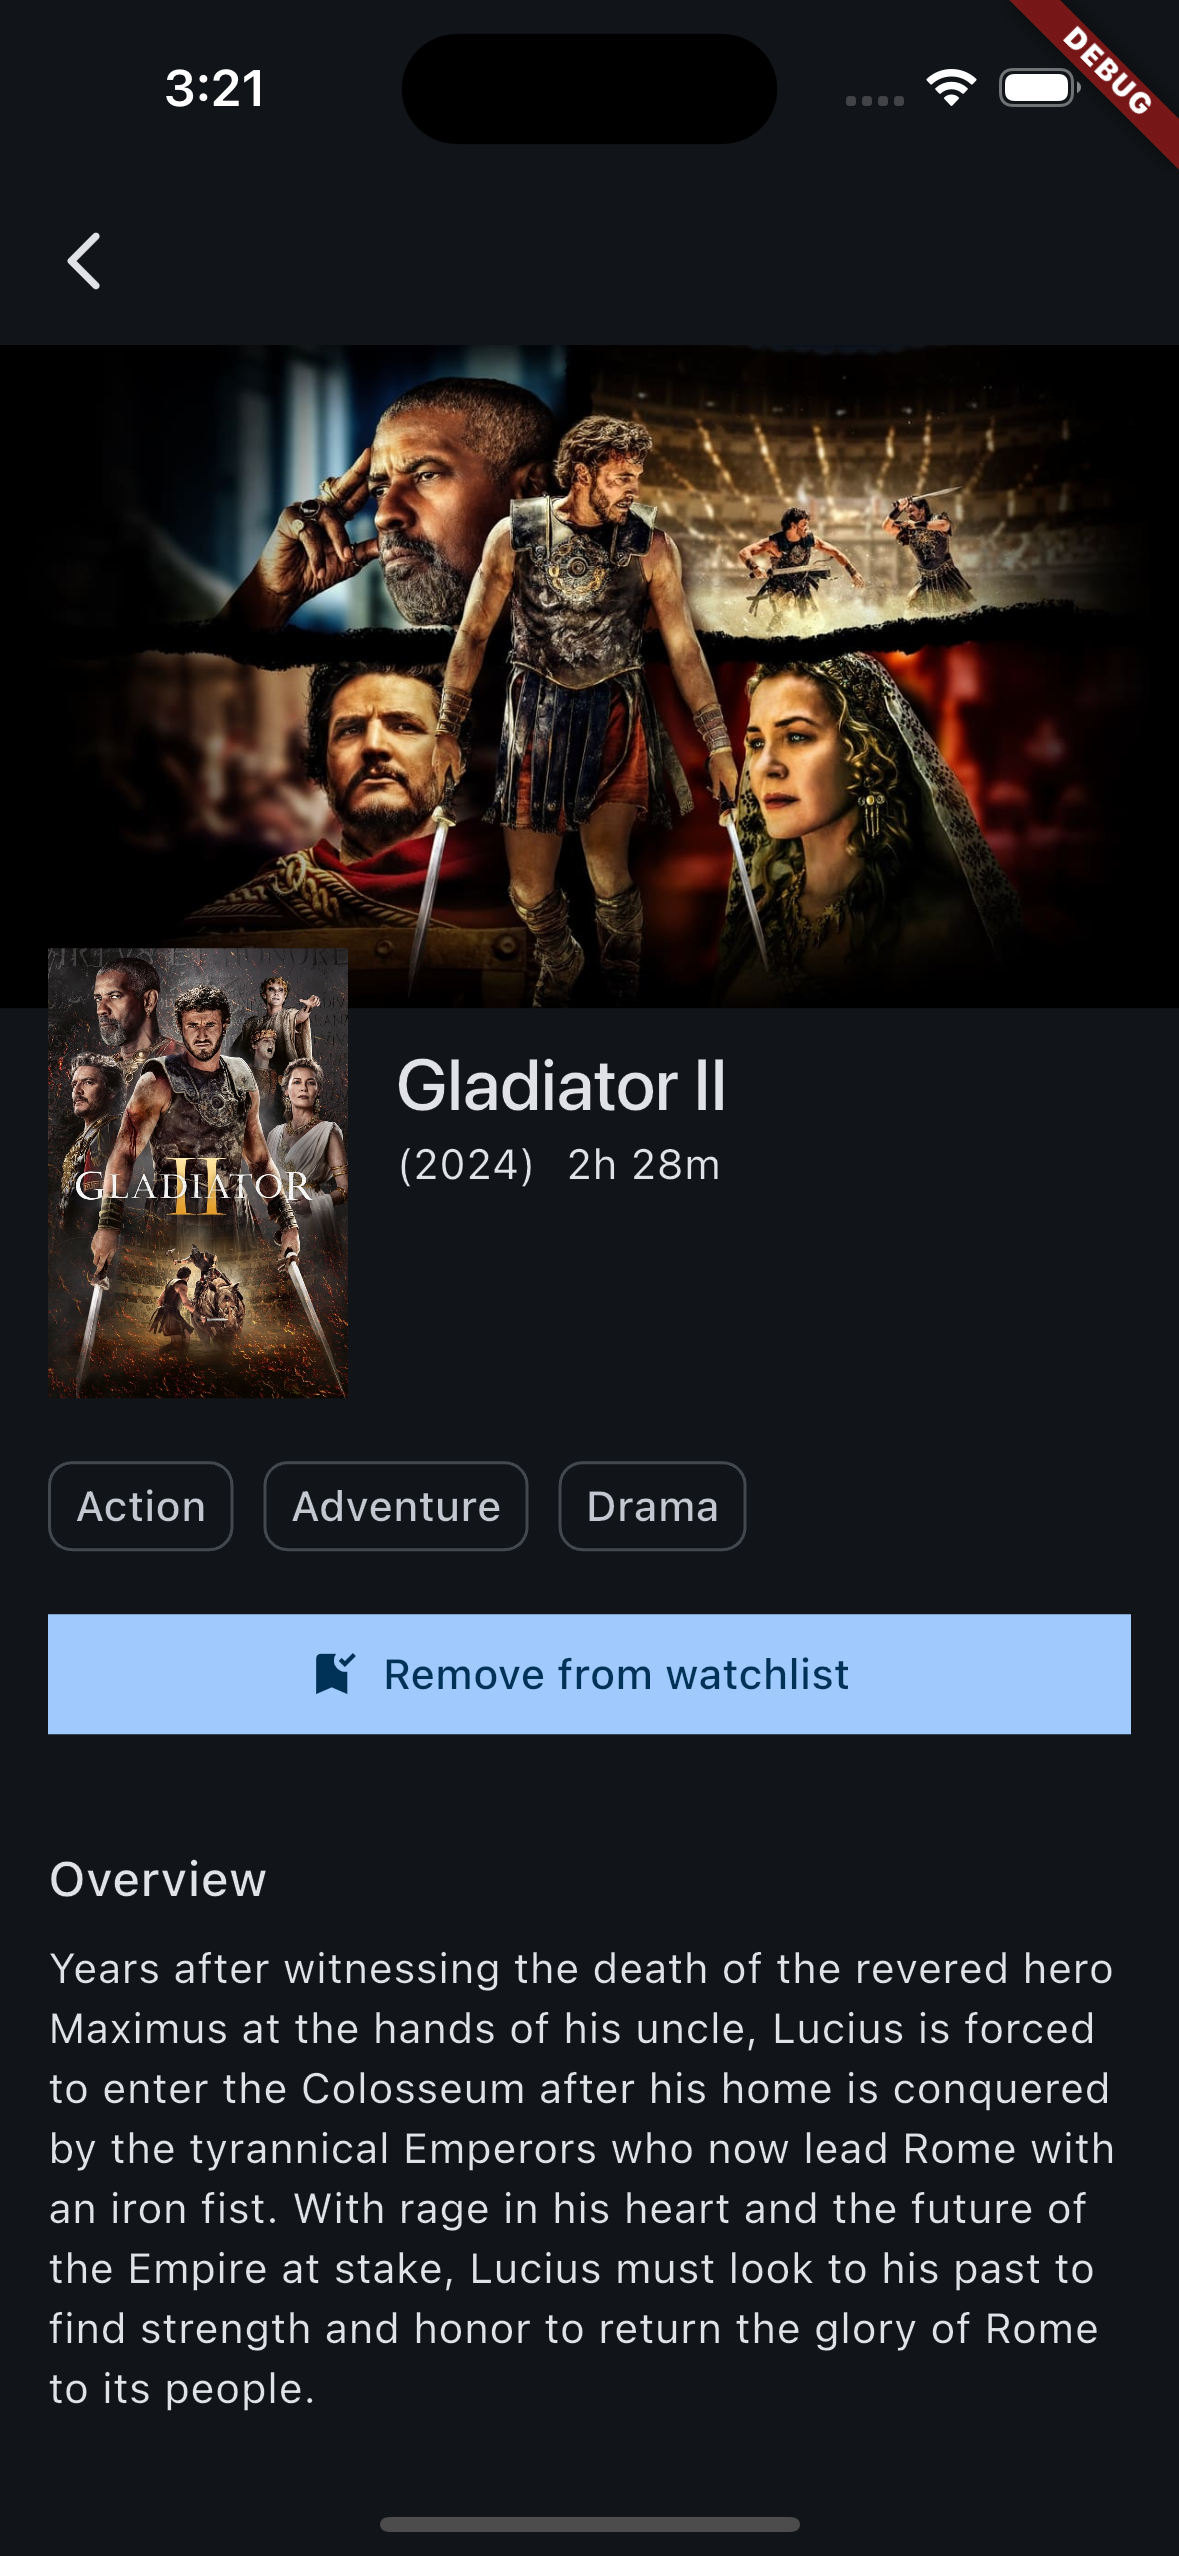 3:21
DEBUG
GLADIATOR
II
Gladiator II
(2024) 2h 28m
Action
Adventure
Drama
Remove from watchlist
Overview
Years after witnessing the death of the revered hero
Maximus at the hands of his uncle, Lucius is forced
to enter the Colosseum after his home is conquered
by the tyrannical Emperors who now lead Rome with
an iron fist. With rage in his heart and the future of
the Empire at stake, Lucius must look to his past to
find strength and honor to return the glory of Rome
to its people.